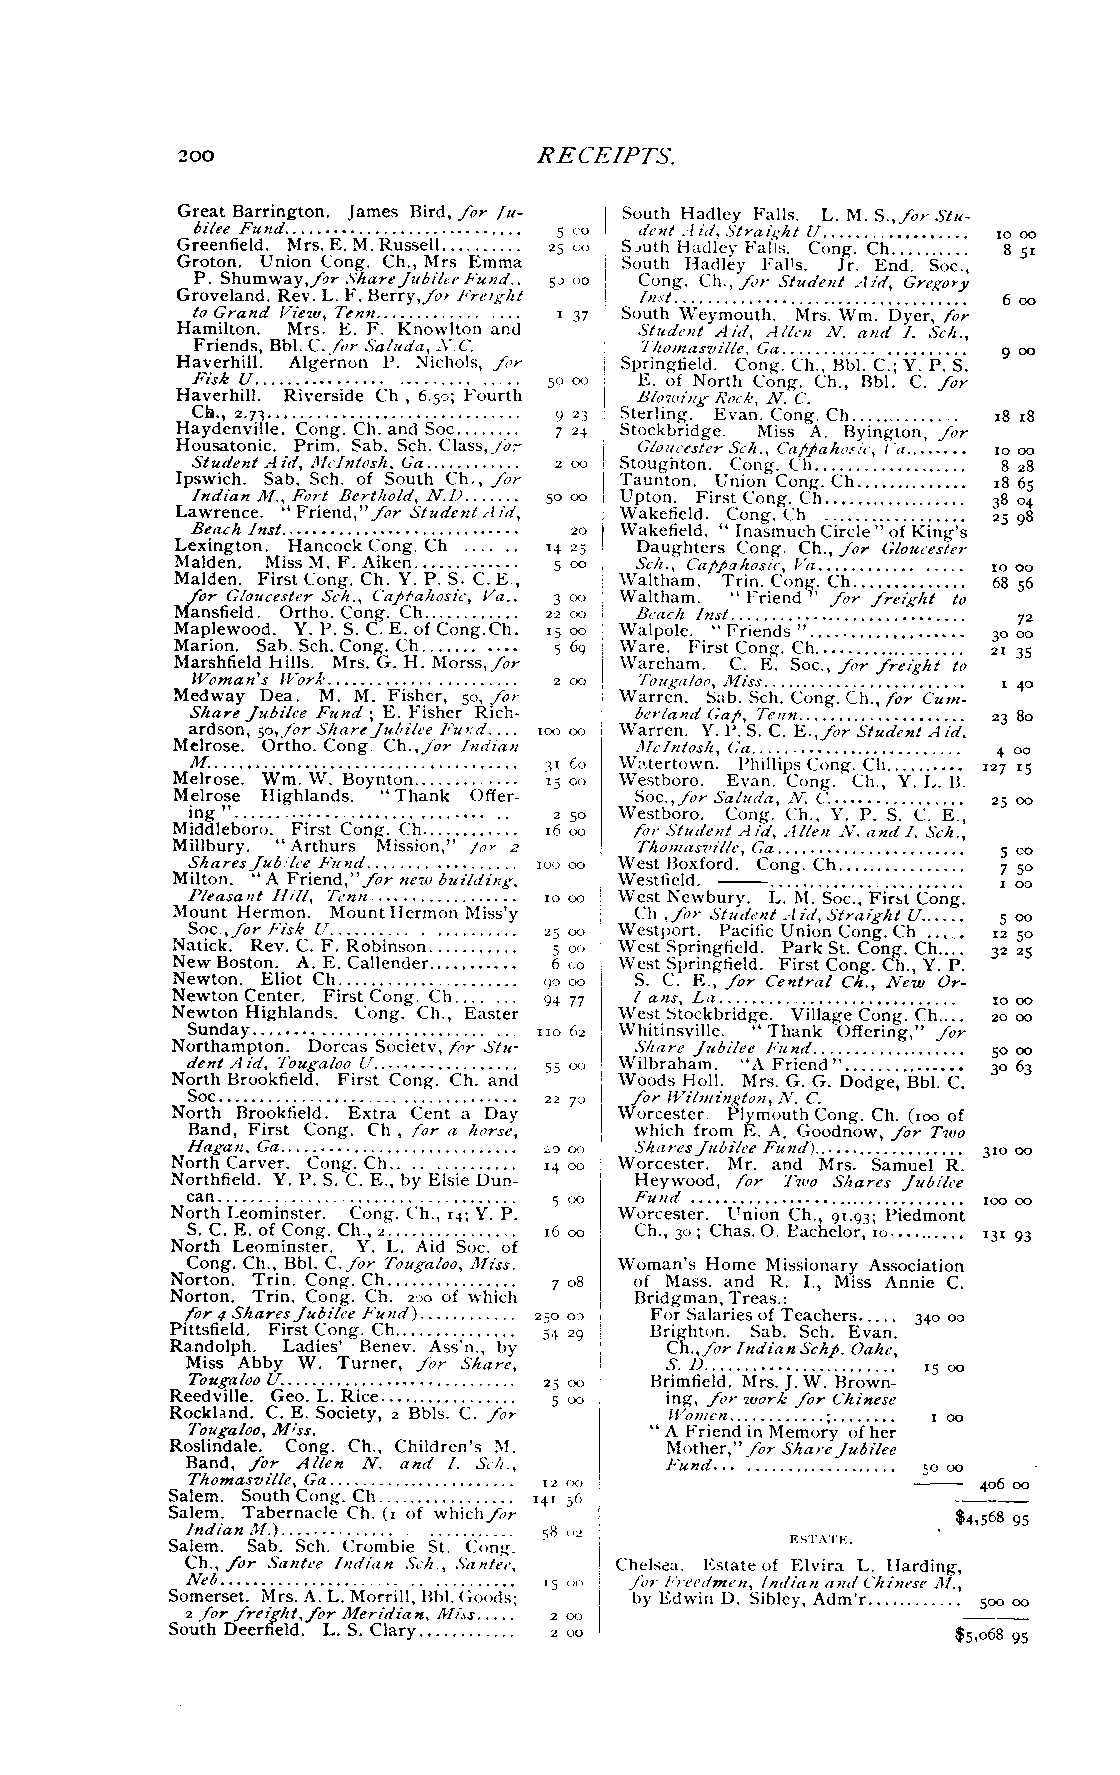 200 RECEIPTS.
Great Barrington. James Bird, for Ju-
bilee Fund............................ 5 00
Greenfield. Mrs. E. M. Russell.......... 25 00
Groton. Union Cong. Ch., Mrs Emma
P. Shumway, for Share Jubilee Fund.. 50 00
Groveland. Rev. L. F. Berry, for Freight
to Grand View, Tenn.................. 1 37
Hamilton. Mrs. E. F. Knowlton and
Friends, Bbl. C. for Saluda, N.C.
Haverhill. Algernon P. Nichols, for
Fisk U................................ 50 00
Haverhill. Riverside Ch , 6.50; Fourth
Ch., 2.73.............................. 9 23
Haydenville. Cong. Ch. and Soc........ 7 24
Housatonic. Prim. Sab. Sch. Class, for
Student Aid, McIntosh, Ga............ 2 00
Ipswich. Sab. Sch. of South Ch., for
Indian M., Fort Berthold, N.D....... 50 00
Lawrence. "Friend," for Student Aid,
Beach Inst............................. 20
Lexington. Hancock Cong. Ch ....... 14 25
Malden. Miss M. F. Aiken............. 5 00
Malden. First Cong. Ch. Y. P. S. C. E.,
for Gloucester Sch., Cappahosic, Va.. 3 00
Mansfield. Ortho. Cong. Ch............ 22 00
Maplewood. Y. P. S. C. E. of Cong. Ch. 15 00
Marion. Sab. Sch. Cong. Ch............ 5 69
Marshfield Hills. Mrs. G. H. Morss, for
Woman's Work....................... 2 00
Medway Dea. M. M. Fisher, 50, for
Share Jubilee Fund ; E. Fisher Rich-
ardson, 50, for Share Jubilee Fund.... 100 00
Melrose. Ortho. Cong. Ch., for Indian
M...................................... 31 60
Melrose. Wm. W. Boynton............. 15 00
Melrose Highlands. "Thank Offer-
ing"................................. 2 50
Middleboro. First Cong. Ch............ 16 00
Millbury. "Arthurs Mission," for 2
Shares Jubilee Fund.................. 100 00
Milton. "A Friend," for new building,
Pleasant Hill, Tenn.................. 10 00
Mount Hermon. Mount Hermon Miss'y
Soc., for Fisk U....................... 25 00
Natick. Rev. C. F. Robinson........... 5 00
New Boston. A. E. Callender........... 6 00
Newton. Eliot Ch...................... 90 00
Newton Center. First Cong. Ch........ 94 77
Newton Highlands. Cong. Ch., Easter
Sunday................................ 110 62
Northampton. Dorcas Society, for Stu-
dent Aid, Tougaloo U.................. 55 00
North Brookfield. First Cong. Ch. and
Soc.................................... 22 70
North Brookfield. Extra Cent a Day
Band, First Cong. Ch , for a horse,
Hagan, Ga............................ 20 00
North Carver. Cong. Ch............... 14 00
Northfield. Y. P. S. C. E., by Elsie Dun-
can.................................... 5 00
North Leominster. Cong. Ch., 14; Y. P.
S. C. E. of Cong. Ch., 2................ 16 00
North Leominster. Y. L. Aid Soc. of
Cong. Ch., Bbl. C. for Tougaloo, Miss.
Norton. Trin. Cong. Ch................ 7 08
Norton. Trin. Cong. Ch. 200 of which
for 4 Shares Jubilee Fund)............ 250 00
Pittsfield. First Cong. Ch............... 54 29
Randolph. Ladies' Benev. Ass'n., by
Miss Abby W. Turner, for Share,
Tougaloo U............................ 25 00
Reedville. Geo. L. Rice................. 5 00
Rockland. C. E. Society, 2 Bbls. C. for
Tougaloo, Miss.
Roslindale. Cong. Ch., Children's M.
Band, for Allen N. and I. Sch.,
Thomasville, Ga....................... 12 00
Salem. South Cong. Ch................. 141 56
Salem. Tabernacle Ch. (1 of which for
Indian M.)............................ 58 02
Salem. Sab. Sch. Crombie St. Cong.
Ch., for Santee Indian Sch., Santee,
Neb.................................... 15 00
Somerset. Mrs. A. L. Morrill, Bbl. Goods;
2 for freight, for Meridian, Miss..... 2 00
South Deerfield. L. S. Clary............ 2 00
South Hadley Falls. L. M. S., for Stu-
dent Aid, Straight U.................. 10 00
South Hadley Falls. Cong. Ch.......... 8 51
South Hadley Falls. Jr. End. Soc.,
Cong. Ch., for Student Aid, Gregory
Inst.................................... 6 00
South Weymouth. Mrs. Wm. Dyer, for
Student Aid, Allen N. and I. Sch.,
Thomasville, Ga....................... 9 00
Springfield. Cong. Ch., Bbl. C.; Y. P. S.
E. of North Cong. Ch., Bbl. C. for
Blowing Rock, N. C.
Sterling. Evan. Cong. Ch............. 18 18
Stockbridge. Miss A. Byington, for
Gloucester Sch., Cappahosic, Va........ 10 00
Stoughton. Cong. Ch................... 8 28
Taunton. Union Cong. Ch.............. 18 65
Upton. First Cong. Ch................. 38 04
Wakefield. Cong. Ch .................. 25 98
Wakefield. "Inasmuch Circle" of King's
Daughters Cong. Ch., for Gloucester
Sch., Cappahosic, Va.................. 10 00
Waltham. Trin. Cong. Ch.............. 68 56
Waltham. "Friend" for freight to
Beach Inst............................. 72
Walpole. "Friends"................... 30 00
Ware. First Cong. Ch.................. 21 35
Wareham. C. E. Soc., for freight to
Tougaloo, Miss......................... 1 40
Warren. Sab. Sch. Cong. Ch., for Cum-
berland Gap, Tenn.................... 23 80
Warren. Y. P. S. C. E., for Student Aid,
McIntosh, Ga.......................... 4 00
Watertown. Phillips Cong. Ch.......... 127 15
Westboro. Evan. Cong. Ch., Y. L. B.
Soc., for Saluda, N. C................. 25 00
Westboro. Cong. Ch., Y. P. S. C. E.,
for Student Aid, Allen N. and I. Sch.,
Thomasville, Ga....................... 5 00
West Boxford. Cong. Ch............... 7 50
Westfield. ——....................... 1 00
West Newbury. L. M. Soc., First Cong.
Ch , for Student Aid, Straight U...... 5 00
Westport. Pacific Union Cong. Ch ..... 12 50
West Springfield. Park St. Cong. Ch.... 32 25
West Springfield. First Cong. Ch., Y. P.
S. C. E., for Central Ch., New Or-
l ans, La............................. 10 00
West Stockbridge. Village Cong. Ch.... 20 00
Whitinsville. "Thank Offering," for
Share Jubilee Fund.................. 50 00
Wilbraham. "A Friend"............... 30 63
Woods Holl. Mrs. G. G. Dodge, Bbl. C.
for Wilmington, N. C.
Worcester. Plymouth Cong. Ch. (100 of
which from E. A. Goodnow, for Two
Shares Jubilee Fund).................. 310 00
Worcester. Mr. and Mrs. Samuel R.
Heywood, for Two Shares Jubilee
Fund ................................. 100 00
Worcester. Union Ch., 91.93; Piedmont
Ch., 30 ; Chas. O. Bachelor, 10.......... 131 93
Woman's Home Missionary Association
of Mass. and R. I., Miss Annie C.
Bridgman, Treas.:
For Salaries of Teachers..... 340 00
Brighton. Sab. Sch. Evan.
Ch., for Indian Schp. Oahe,
S. D....................... 15 00
Brimfield. Mrs. J. W. Brown-
ing, for work for Chinese
Women............;........ 1 00
"A Friend in Memory of her
Mother," for Share Jubilee
Fund... .................. 50 00
—— 406 00
$4,568 95
ESTATE.
Chelsea. Estate of Elvira L. Harding,
for Freedmen, Indian and Chinese M.,
by Edwin D. Sibley, Adm'r............ 500 00
$5,068 95